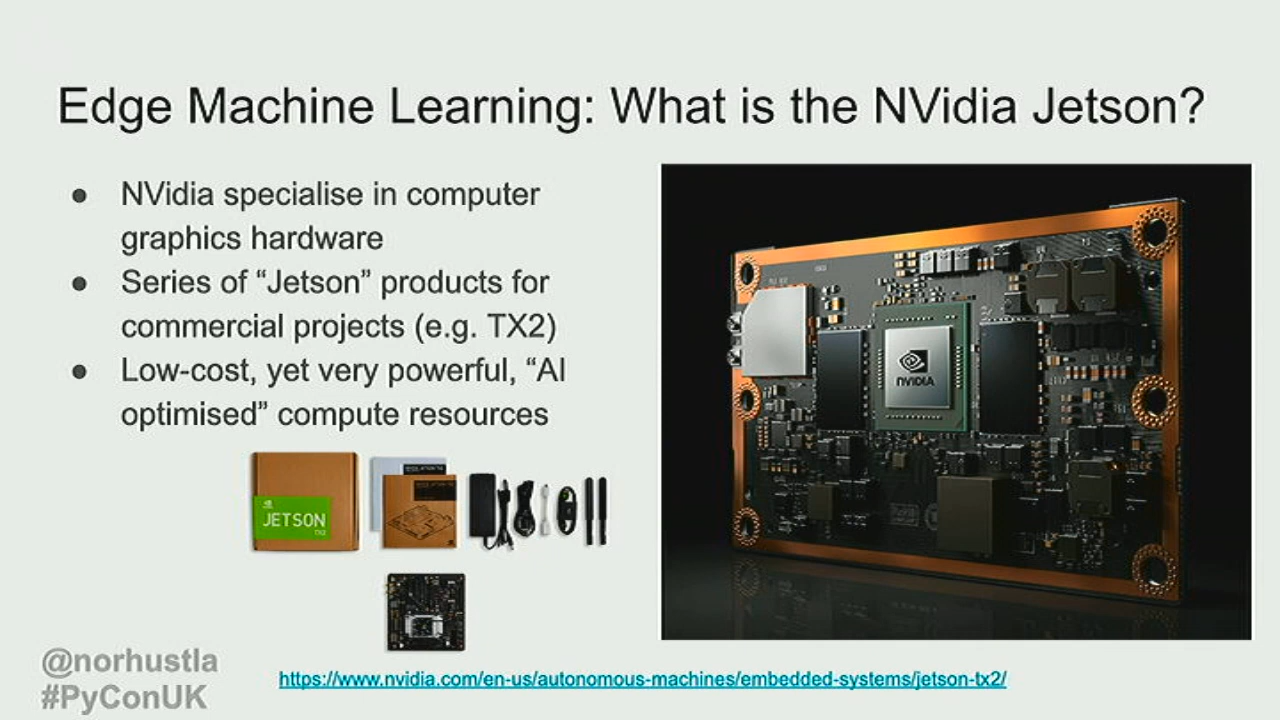 Edge Machine Learning: What is the NVidia Jetson?
● NVidia specialise in computer
graphics hardware
● Series of “Jetson” products for
commercial projects (e.g. TX2)
● Low-cost, yet very powerful, “AI
optimised” compute resources
NVIDIA
JETSON
TX2
@norhustla
#PyConUK
https://www.nvidia.com/en-us/autonomous-machines/embedded-systems/jetson-tx2/